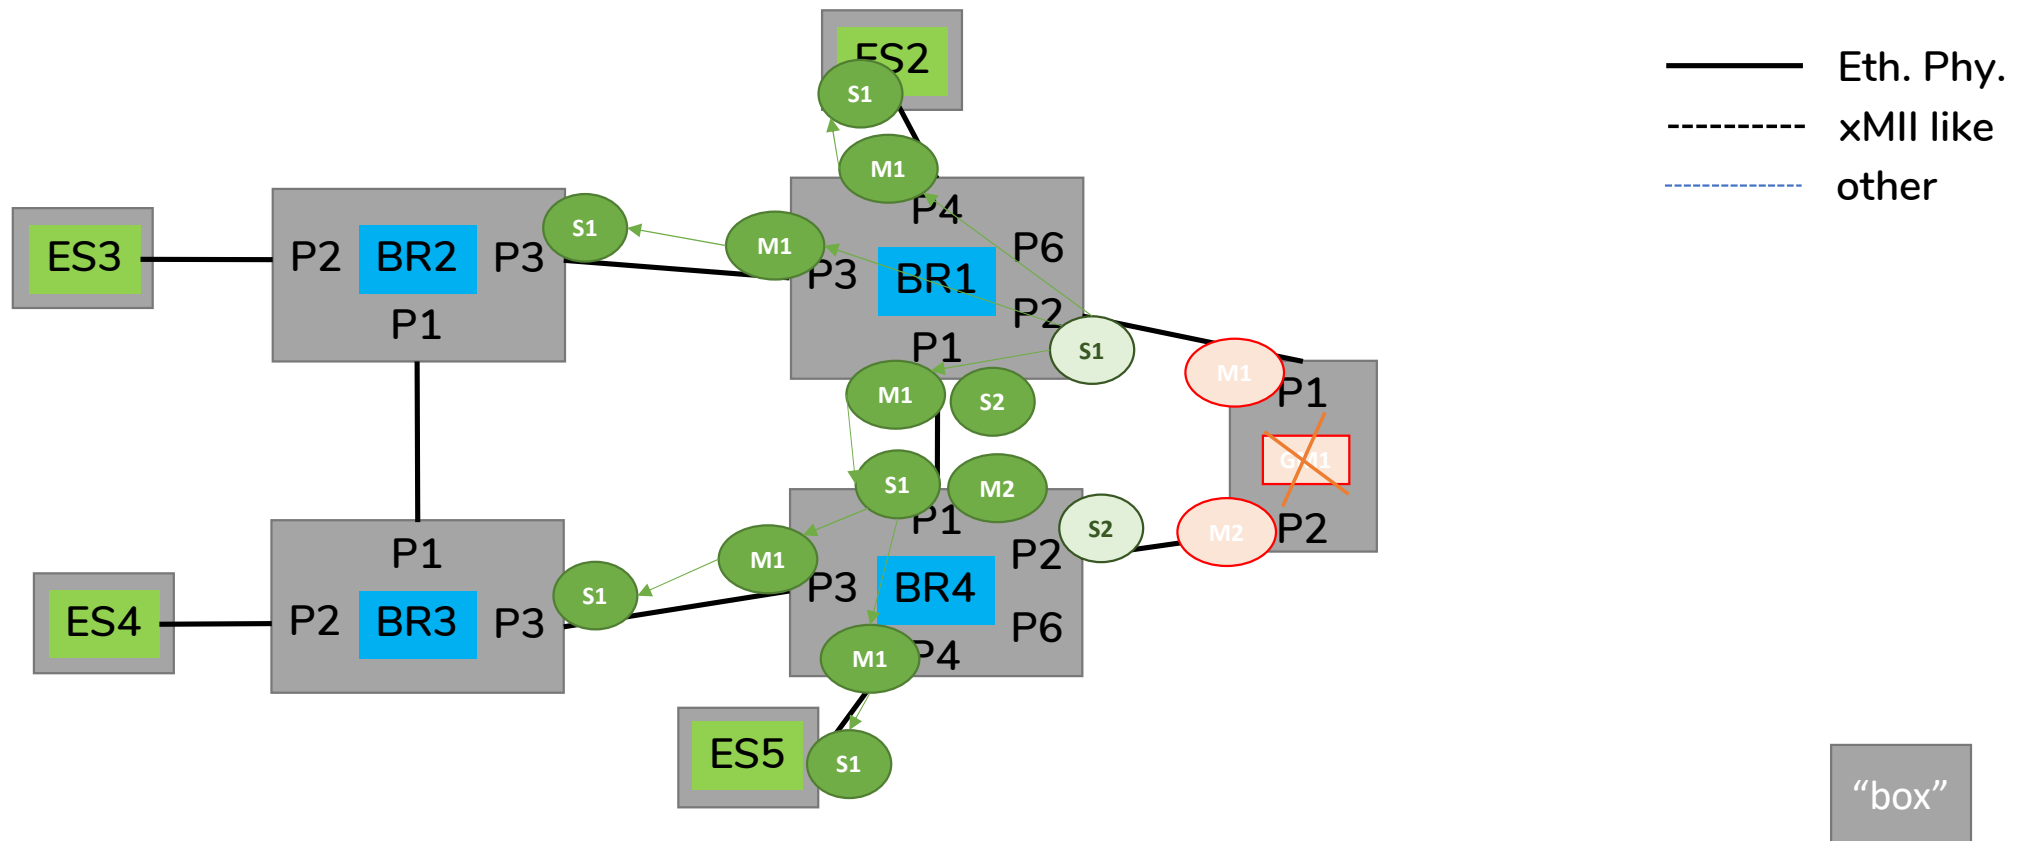 ES2
S1
M1
Eth. Phy.
xMII like
other
ES3
P2
BR2
P3
P1
S1
M1
P4
P6
P3
BR1
P2
P1
S1
M1
S2
M1
P1
GM1
P2
M2
S1
M2
P1
P2
S2
M1
P3
BR4
P6
P4
M1
P1
P2
BR3
P3
S1
ES4
ES5
S1
“box”